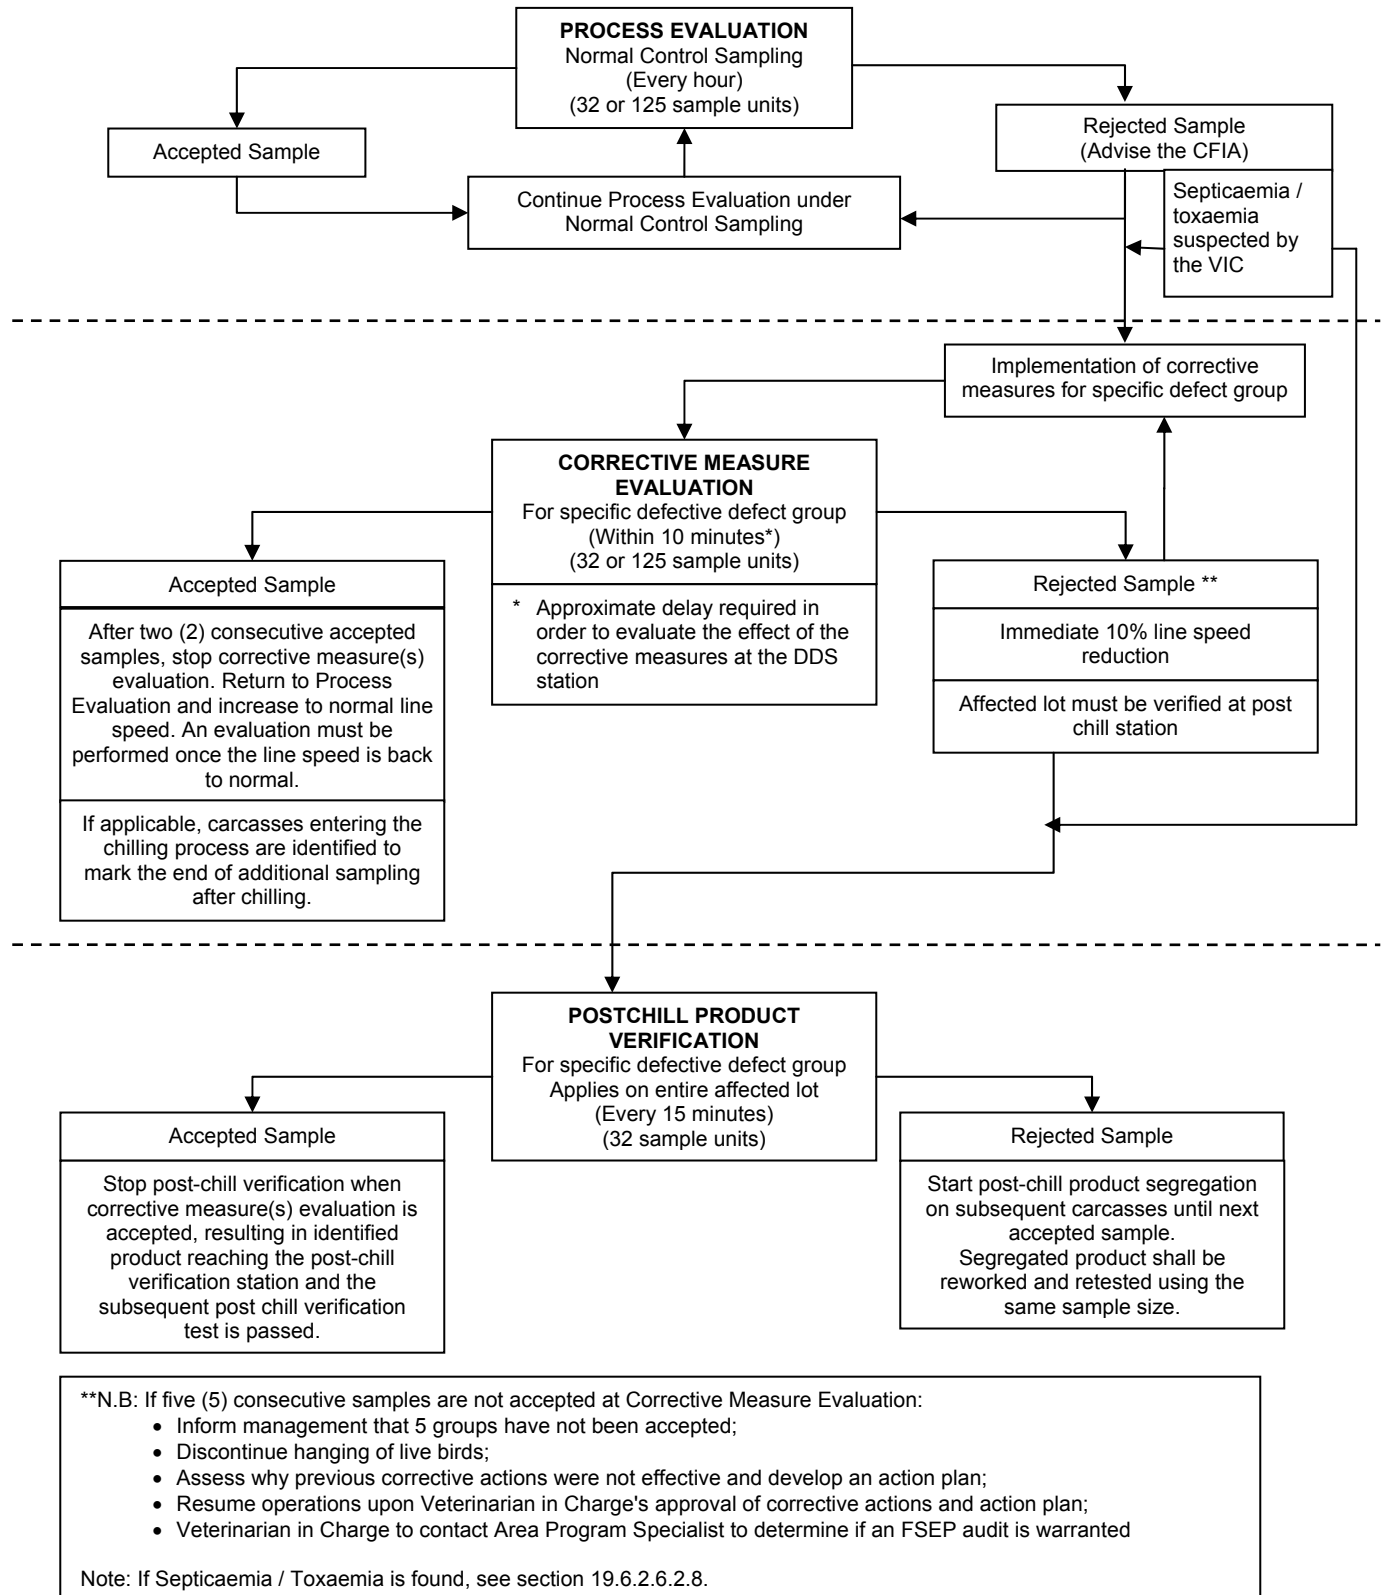 PROCESS EVALUATION
Normal Control Sampling
(Every hour)
(32 or 125 sample units)
Accepted Sample
Rejected Sample
(Advise the CFIA)
Continue Process Evaluation under
Normal Control Sampling
Septicaemia /
toxaemia
suspected by
the VIC
Implementation of corrective
measures for specific defect group
CORRECTIVE MEASURE
EVALUATION
For specific defective defect group
(Within 10 minutes*)
(32 or 125 sample units)
* Approximate delay required in
order to evaluate the effect of the
corrective measures at the DDS
station
Accepted Sample
After two (2) consecutive accepted
samples, stop corrective measure(s)
evaluation. Return to Process
Evaluation and increase to normal line
speed. An evaluation must be
performed once the line speed is back
to normal.
If applicable, carcasses entering the
chilling process are identified to
mark the end of additional sampling
after chilling.
Rejected Sample **
Immediate 10% line speed
reduction
Affected lot must be verified at post
chill station
POSTCHILL PRODUCT
VERIFICATION
For specific defective defect group
Applies on entire affected lot
(Every 15 minutes)
(32 sample units)
Accepted Sample
Stop post-chill verification when
corrective measure(s) evaluation is
accepted, resulting in identified
product reaching the post-chill
verification station and the
subsequent post chill verification
test is passed.
Rejected Sample
Start post-chill product segregation
on subsequent carcasses until next
accepted sample.
Segregated product shall be
reworked and retested using the
same sample size.
**N.B: If five (5) consecutive samples are not accepted at Corrective Measure Evaluation:
• Inform management that 5 groups have not been accepted;
• Discontinue hanging of live birds;
• Assess why previous corrective actions were not effective and develop an action plan;
• Resume operations upon Veterinarian in Charge's approval of corrective actions and action plan;
• Veterinarian in Charge to contact Area Program Specialist to determine if an FSEP audit is warranted
Note: If Septicaemia / Toxaemia is found, see section 19.6.2.6.2.8.